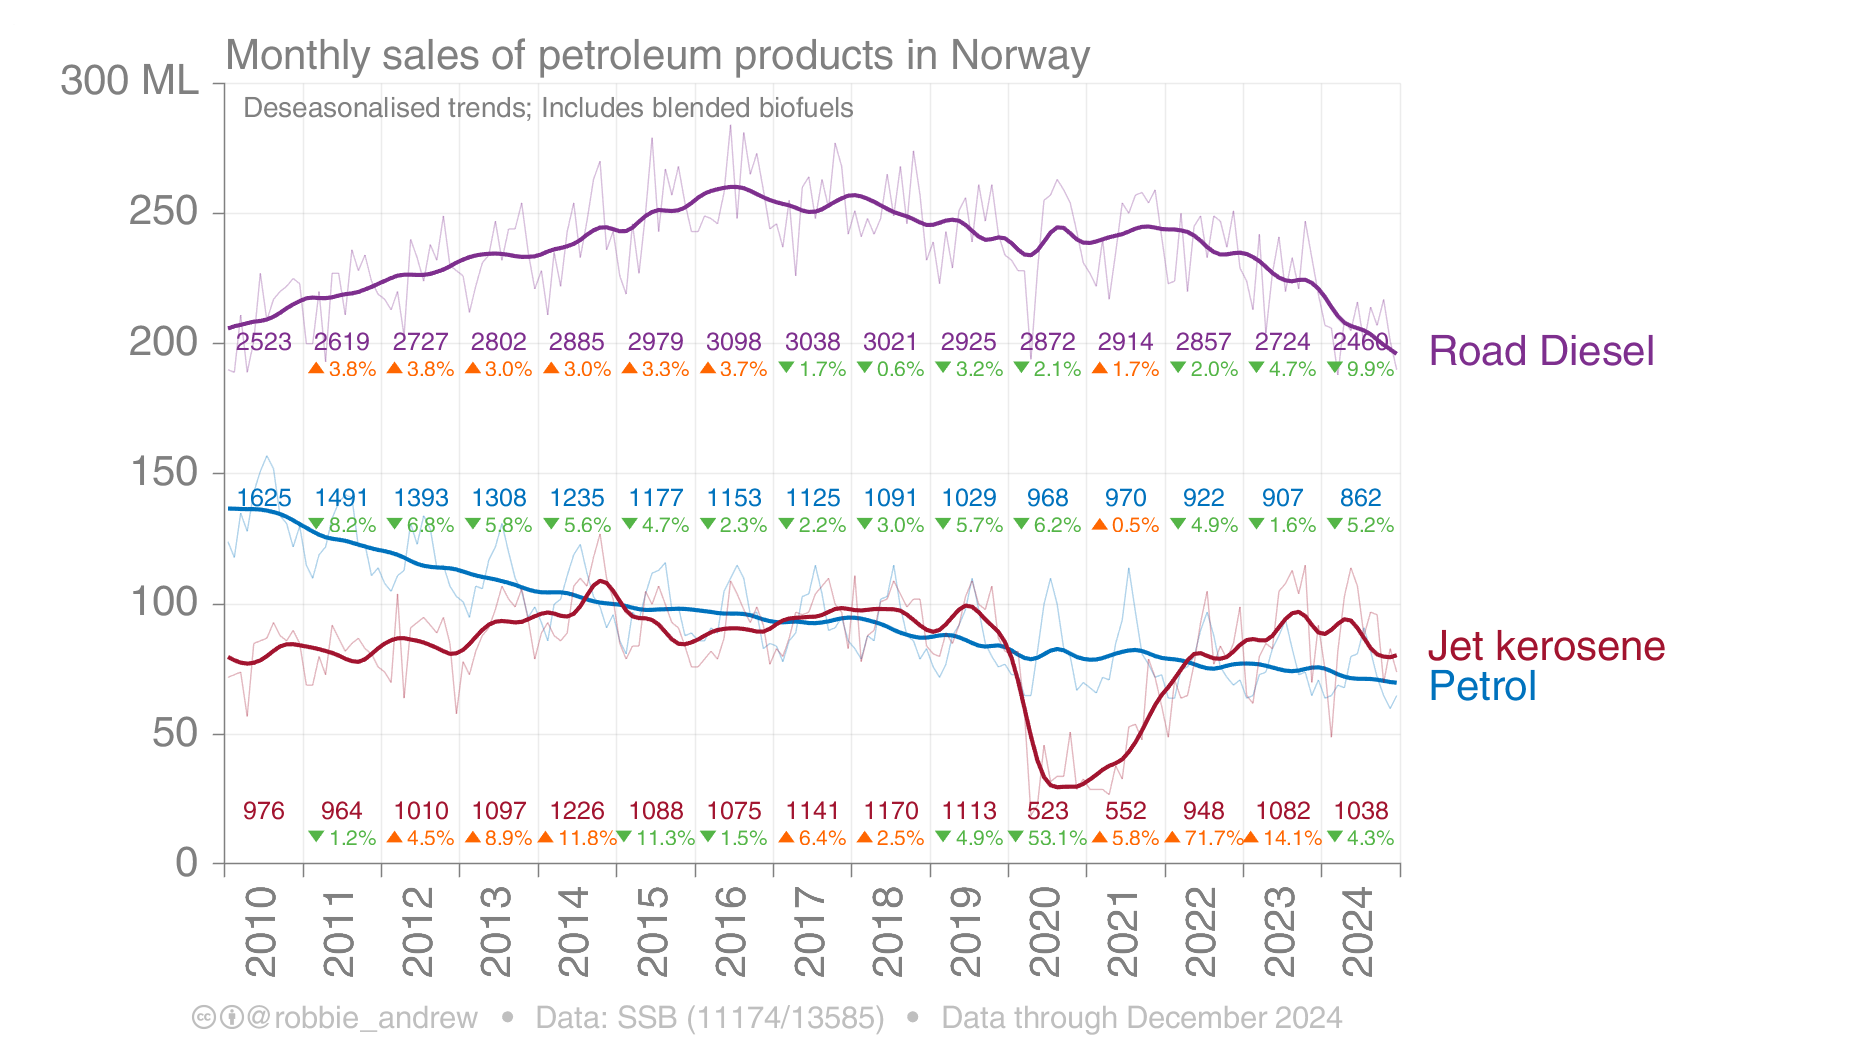 Monthly sales of petroleum products in Norway
300 ML
Deseasonalised trends; Includes blended biofuels
250
200
2523 2619 2727 2802 2885 2979 3098 3038 3021 2925 2872 2914 2857 2724 2460
▲3.8% ▲3.8% ▲3.0% ▲3.0% ▲3.3% ▲3.7% ▼1.7% ▼0.6% ▼3.2% ▼2.1% ▲1.7% ▼2.0% ▼4.7% ▼9.9%
Road Diesel
150
1625 1491 1393 1308 1235 1177 1153 1125 1091 1029 968 970 922 907 862
▼8.2% ▼6.8% ▼5.8% ▼5.6% ▼4.7% ▼2.3% ▼2.2% ▼3.0% ▼5.7% ▼6.2% ▲0.5% ▼4.9% ▼1.6% ▼5.2%
100
Jet kerosene
Petrol
50
976 964 1010 1097 1226 1088 1075 1141 1170 1113 523 552 948 1082 1038
▼1.2% ▲4.5% ▲8.9% ▲11.8% ▼11.3% ▼1.5% ▲6.4% ▲2.5% ▼4.9% ▼53.1% ▲5.8% ▲71.7% ▲14.1% ▼4.3%
0
2010 2011 2012 2013 2014 2015 2016 2017 2018 2019 2020 2021 2022 2023 2024
cc @robbie_andrew • Data: SSB (11174/13585) • Data through December 2024